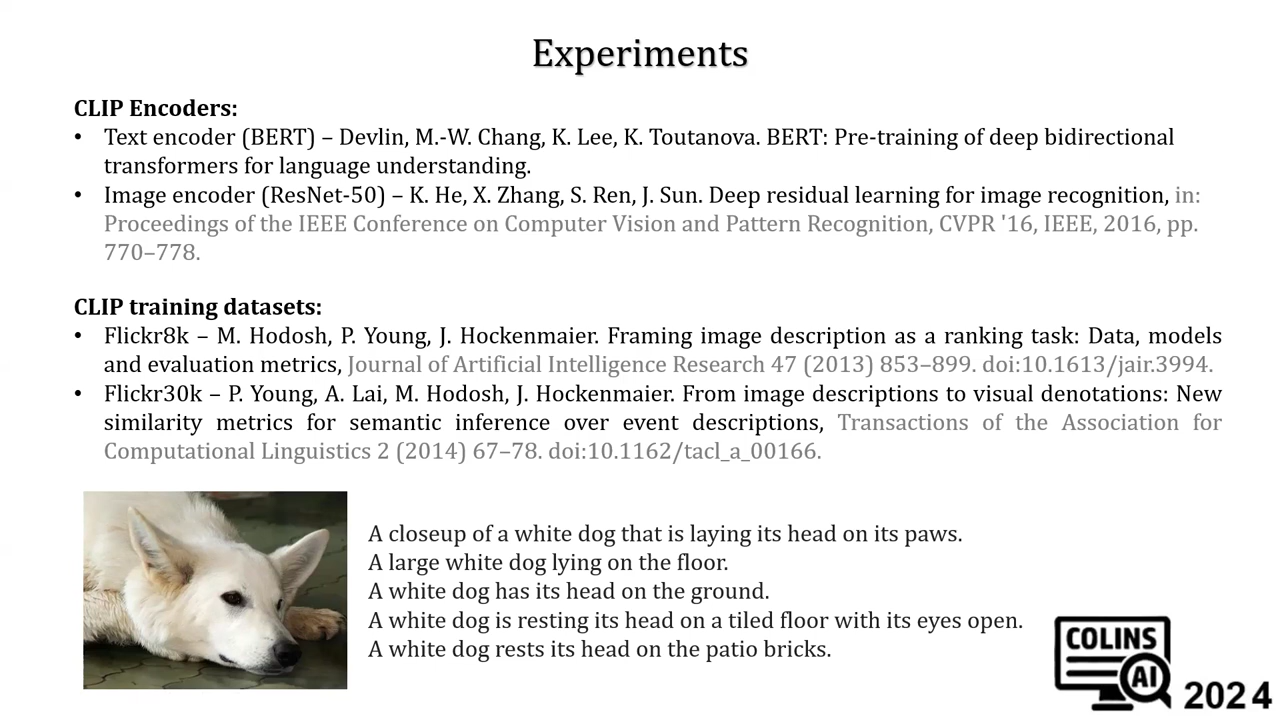 Experiments
CLIP Encoders:
• Text encoder (BERT) – Devlin, M.-W. Chang, K. Lee, K. Toutanova. BERT: Pre-training of deep bidirectional
transformers for language understanding.
• Image encoder (ResNet-50) – K. He, X. Zhang, S. Ren, J. Sun. Deep residual learning for image recognition, in:
Proceedings of the IEEE Conference on Computer Vision and Pattern Recognition, CVPR '16, IEEE, 2016, pp.
770–778.
CLIP training datasets:
• Flickr8k – M. Hodosh, P. Young, J. Hockenmaier. Framing image description as a ranking task: Data, models
and evaluation metrics, Journal of Artificial Intelligence Research 47 (2013) 853–899. doi:10.1613/jair.3994.
• Flickr30k – P. Young, A. Lai, M. Hodosh, J. Hockenmaier. From image descriptions to visual denotations: New
similarity metrics for semantic inference over event descriptions, Transactions of the Association for
Computational Linguistics 2 (2014) 67–78. doi:10.1162/tacl_a_00166.
A closeup of a white dog that is laying its head on its paws.
A large white dog lying on the floor.
A white dog has its head on the ground.
A white dog is resting its head on a tiled floor with its eyes open.
A white dog rests its head on the patio bricks.
COLINS
AI
2024